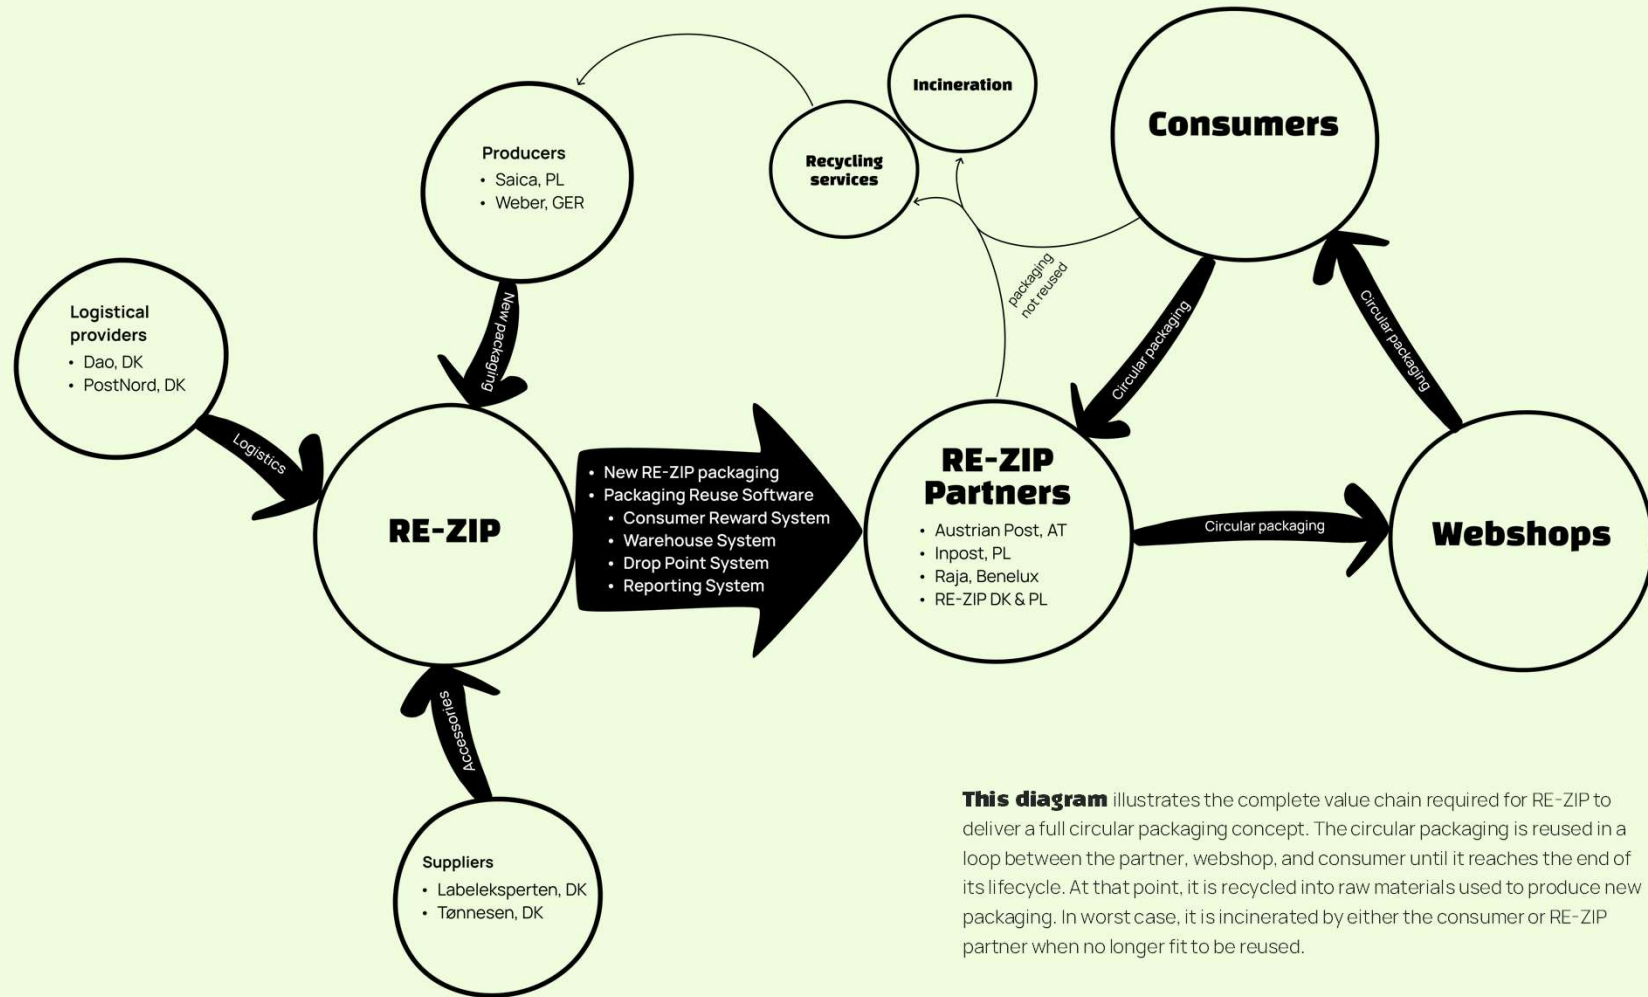 Incineration
Consumers
Recycling
services
Producers
• Saica, PL
• Weber, GER
packaging
not reused
Logistical
providers
• Dao, DK
• PostNord, DK
New packaging
Circular packaging
Circular packaging
Logistics
RE-ZIP
• New RE-ZIP packaging
• Packaging Reuse Software
• Consumer Reward System
• Warehouse System
• Drop Point System
• Reporting System
RE-ZIP
Partners
• Austrian Post, AT
• Inpost, PL
• Raja, Benelux
• RE-ZIP DK & PL
Circular packaging
Webshops
Accessories
Suppliers
• Labeleksperten, DK
• Tønnesen, DK
This diagram illustrates the complete value chain required for RE-ZIP to
deliver a full circular packaging concept. The circular packaging is reused in a
loop between the partner, webshop, and consumer until it reaches the end of
its lifecycle. At that point, it is recycled into raw materials used to produce new
packaging. In worst case, it is incinerated by either the consumer or RE-ZIP
partner when no longer fit to be reused.